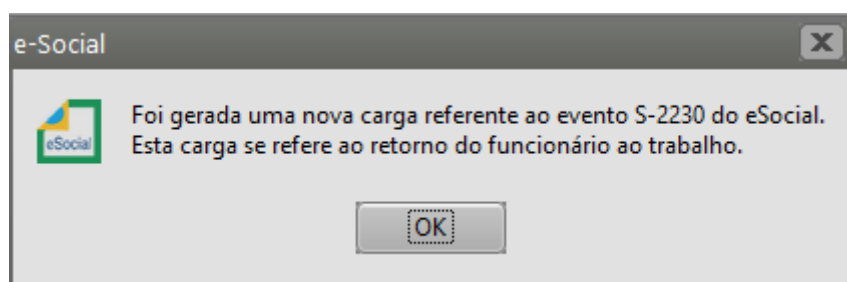 e-Social
Foi gerada uma nova carga referente ao evento S-2230 do eSocial.
eSocial
Esta carga se refere ao retorno do funcionário ao trabalho.
OK